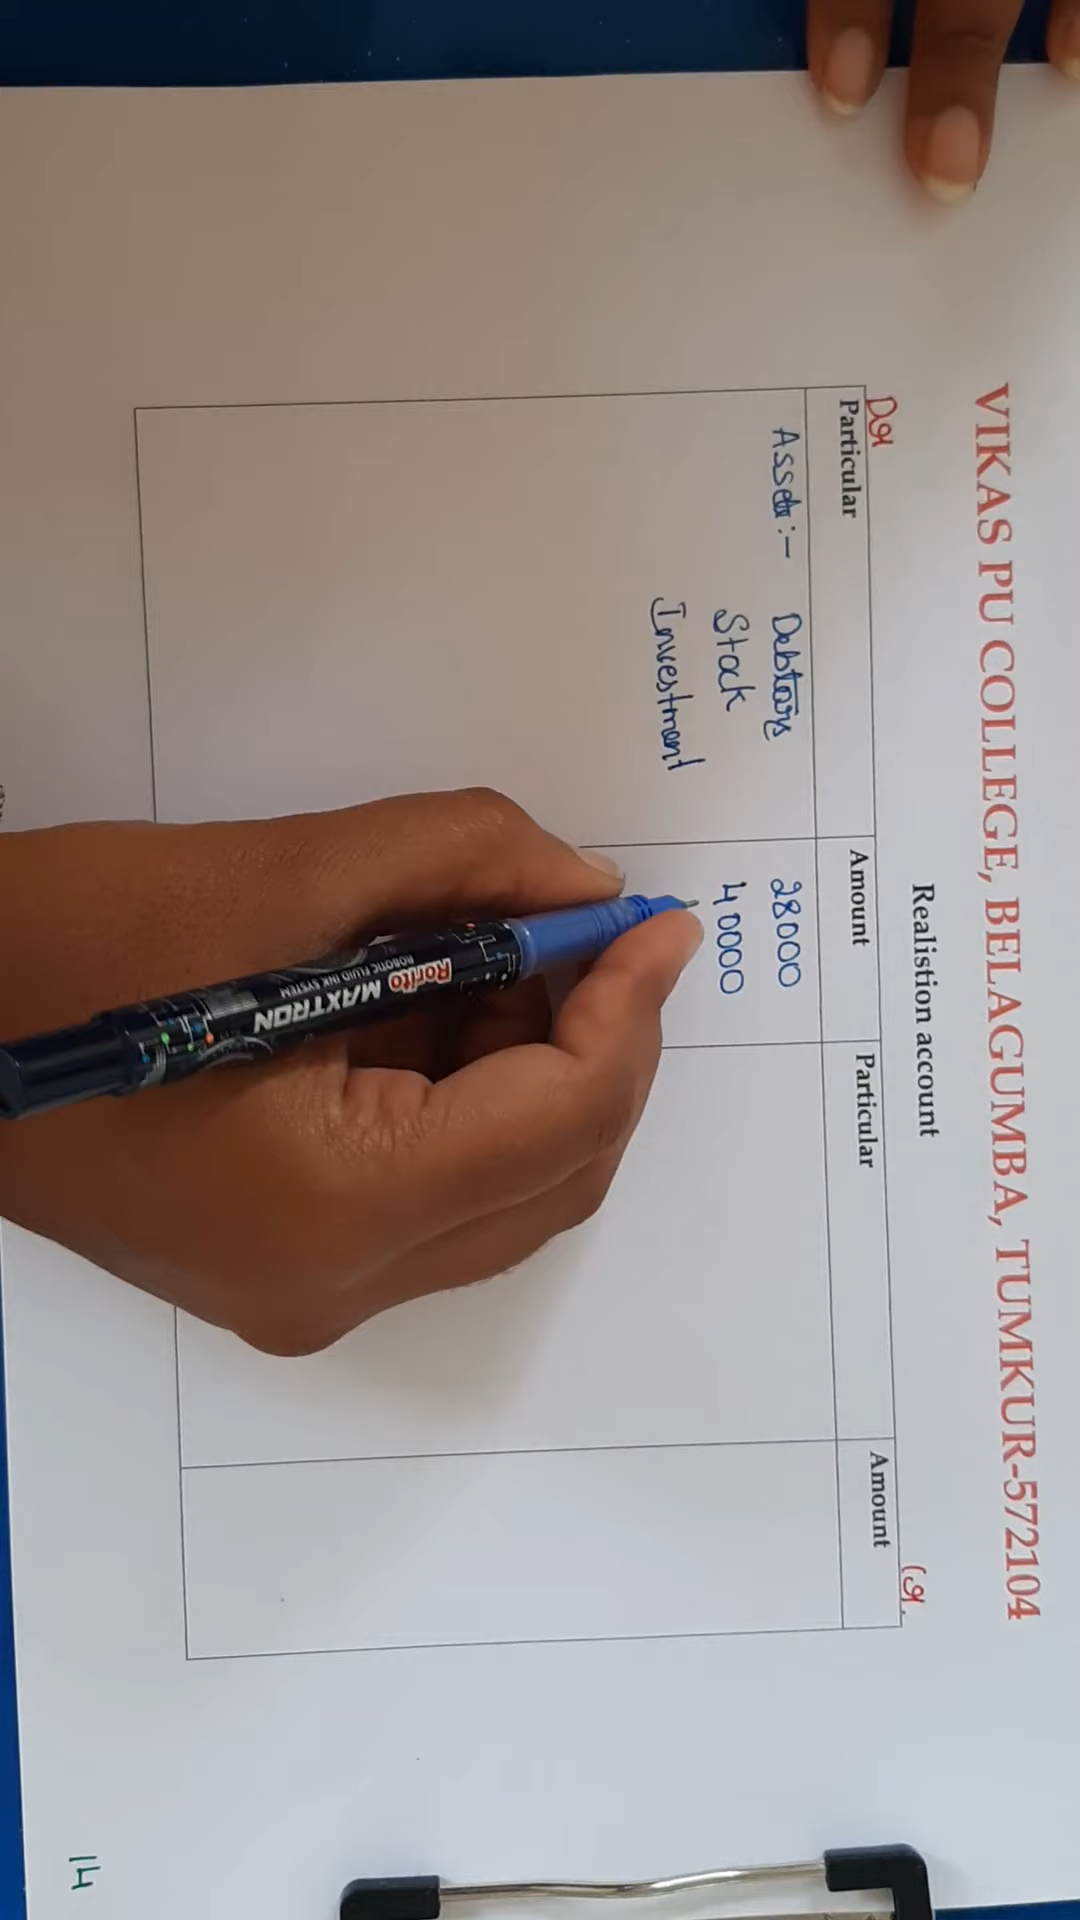 VIKAS PU COLLEGE, BELAGUMBA, TUMKUR-572104
Realistion account
Dr Cr.
Particular Amount Particular Amount
Assets:- Debtors 28000
Stock 40000
Investment
Rorito MAXTRON
ROBOTIC FLUID INK SYSTEM
14